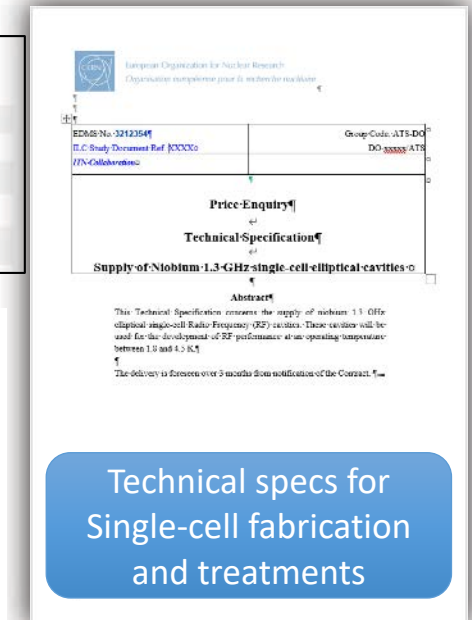 CERN
European Organization for Nuclear Research
Organisation européenne pour la recherche nucléaire
¶
¶
¶
EDMS·No.·3212354¶
Group·Code:·ATS-DO
ILC·Study·Document·Ref.·XXXX¤
DO-xxxxx/ATS
ITN-Collaboration¤
¶
Price·Enquiry¶
↵
Technical·Specification¶
↵
Supply·of·Niobium·1.3·GHz·single-cell·elliptical·cavities·¤
¶
Abstract¶
This Technical Specification concerns the supply of niobium 1.3 GHz
elliptical single-cell Radio-Frequency (RF) cavities. These cavities will be
used for the development of RF performance at an operating temperature
between 1.8 and 4.5 K.¶
¶
The delivery is foreseen over 3 months from notification of the Contract. ¶
Technical specs for
Single-cell fabrication
and treatments